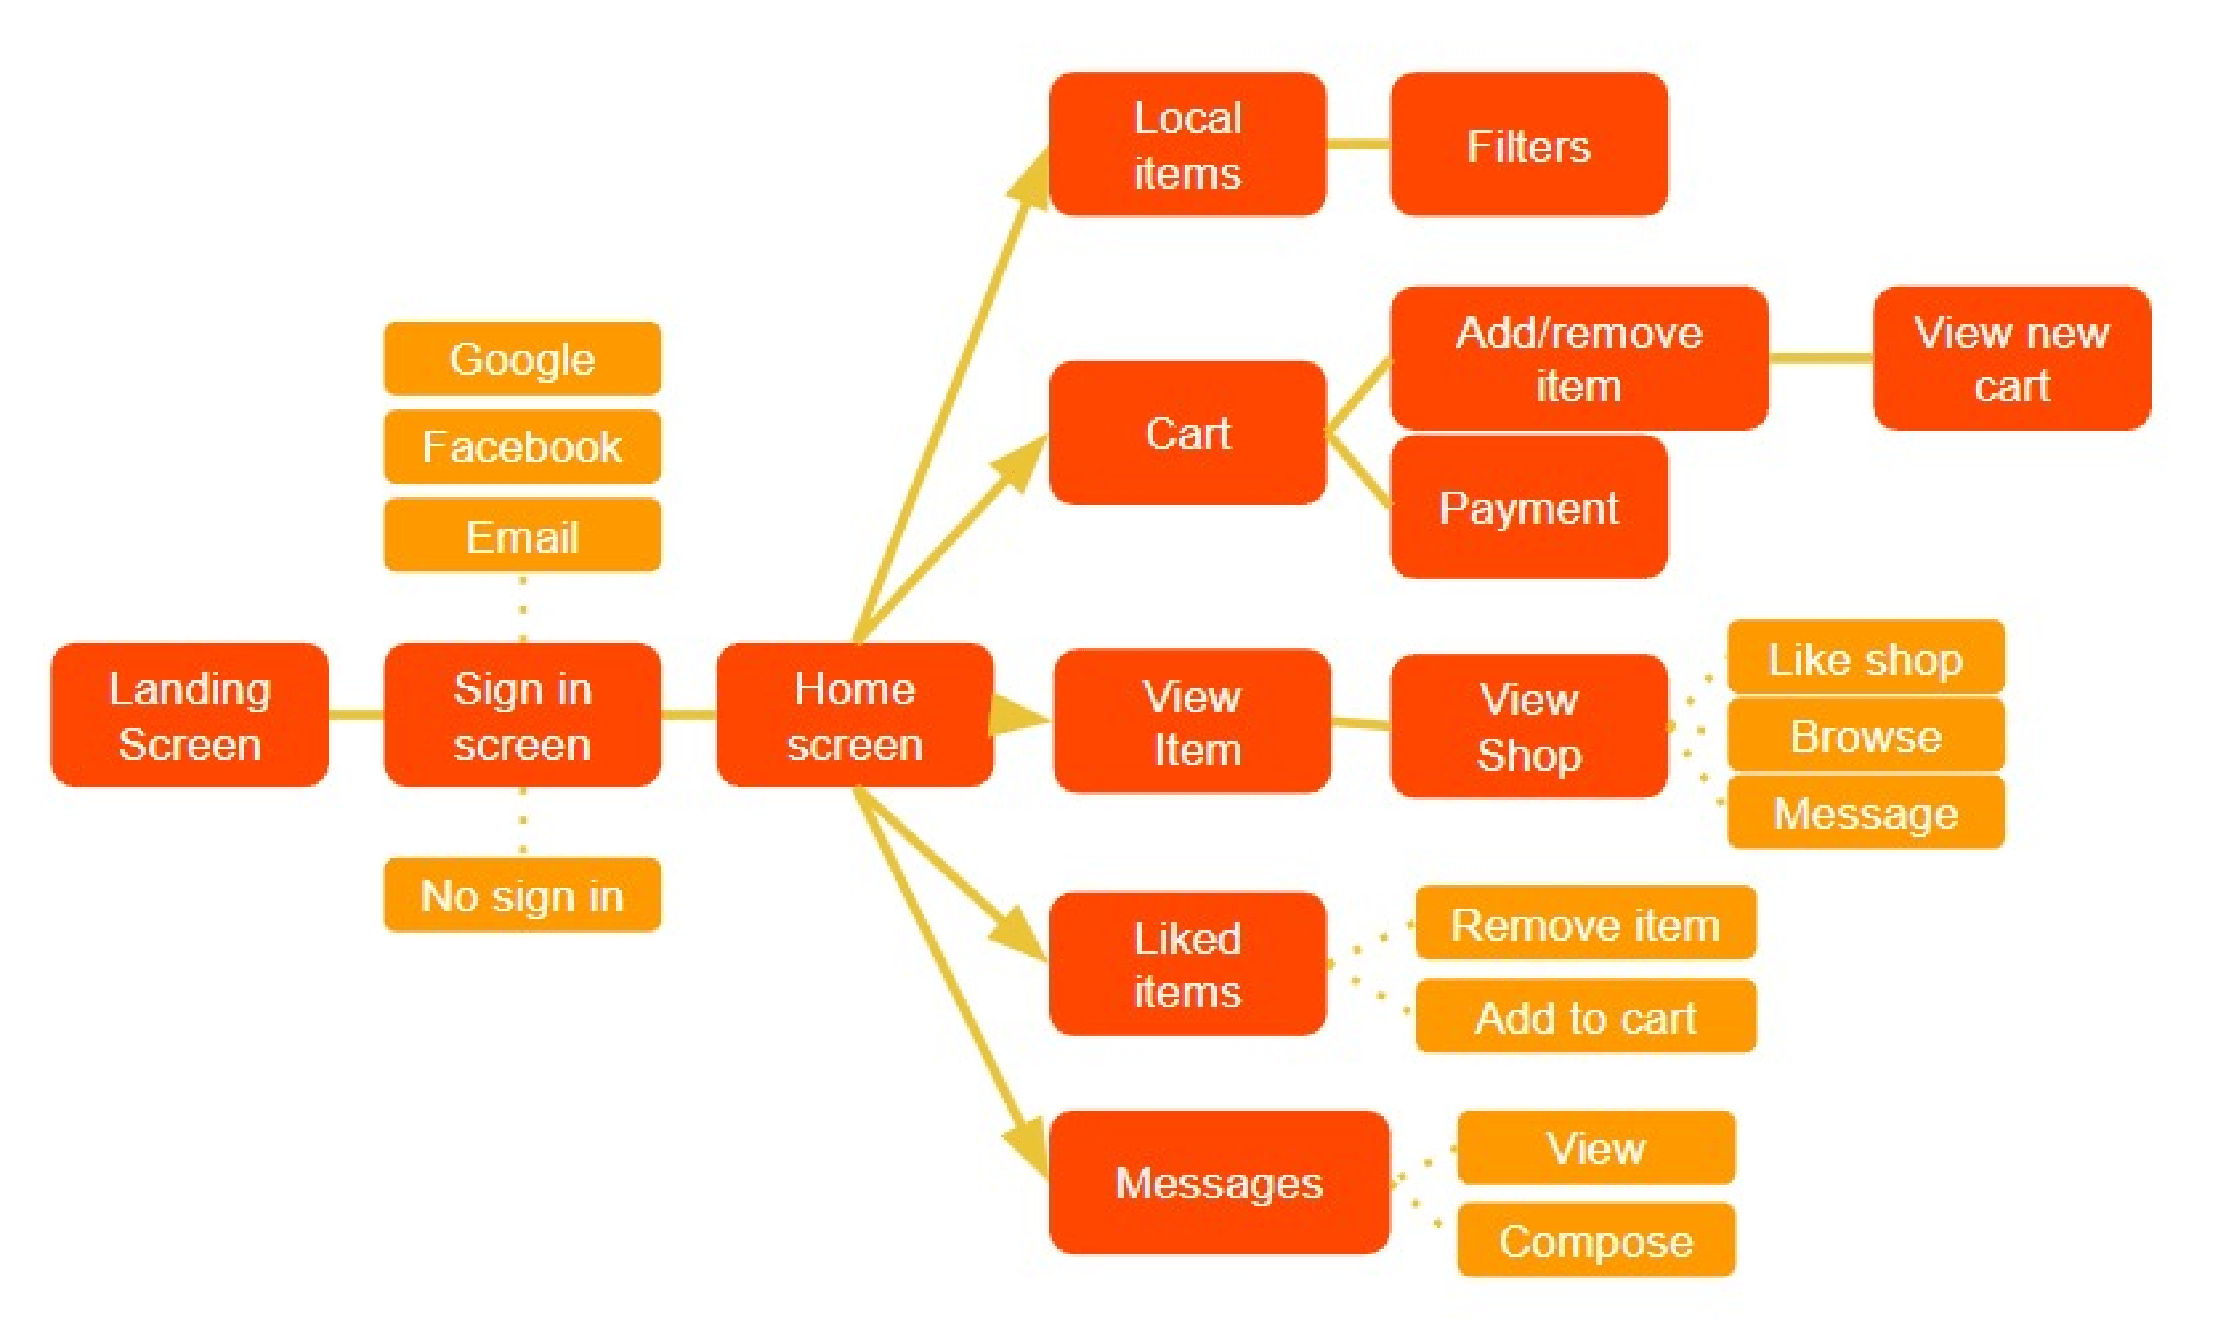 Local
items
Filters
Add/remove
item
View new
cart
Cart
Payment
Google
Facebook
Email
Landing
Screen
Sign in
screen
No sign in
Home
screen
View
Item
View
Shop
Like shop
Browse
Message
Liked
items
Remove item
Add to cart
Messages
View
Compose